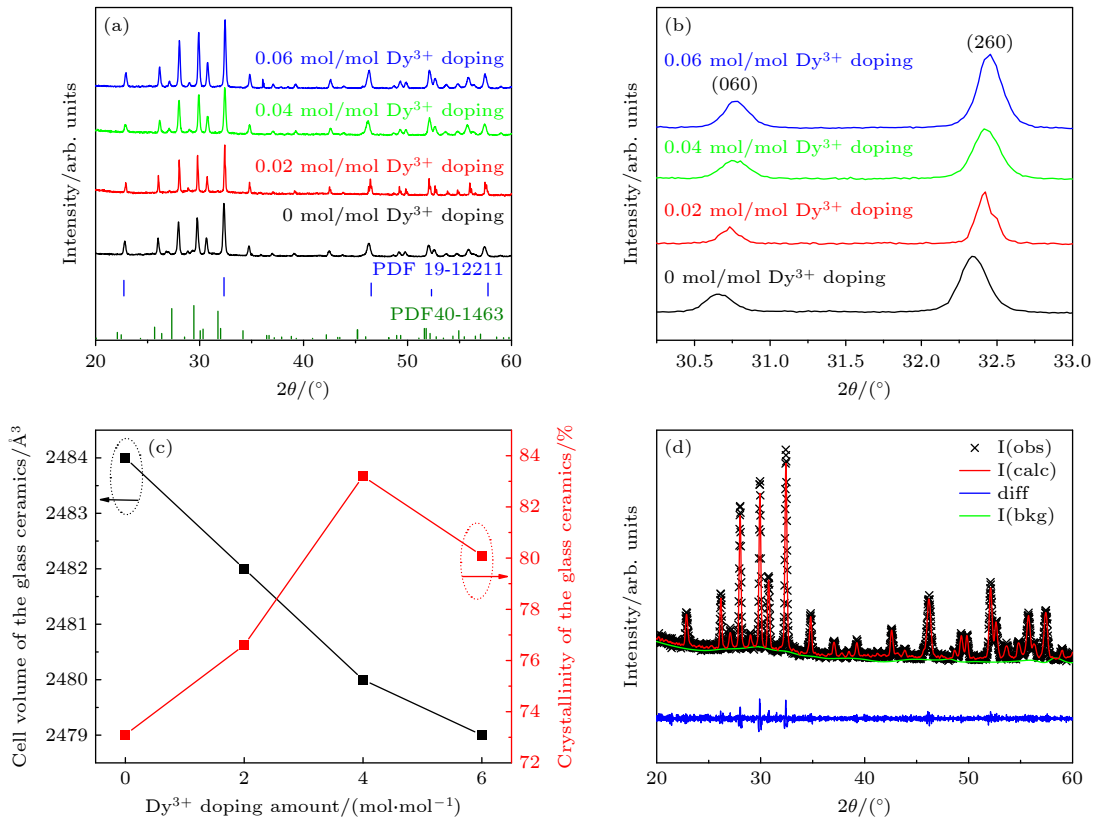 (a)
0.06 mol/mol Dy³⁺ doping
0.04 mol/mol Dy³⁺ doping
0.02 mol/mol Dy³⁺ doping
0 mol/mol Dy³⁺ doping
PDF 19-12211
PDF40-1463
Intensity/arb. units
20 30 40 50 60
2θ/(°)
(b)
(260)
0.06 mol/mol Dy³⁺ doping
(060)
0.04 mol/mol Dy³⁺ doping
0.02 mol/mol Dy³⁺ doping
0 mol/mol Dy³⁺ doping
Intensity/arb. units
30.5 31.0 31.5 32.0 32.5 33.0
2θ/(°)
(c)
Cell volume of the glass ceramics/Å³
2484
2483
2482
2481
2480
2479
84
82
80
78
76
74
73
72
Crystallinity of the glass ceramics/%
0 2 4 6
Dy³⁺ doping amount/(mol·mol⁻¹)
(d)
I(obs)
I(calc)
diff
I(bkg)
Intensity/arb. units
20 30 40 50 60
2θ/(°)